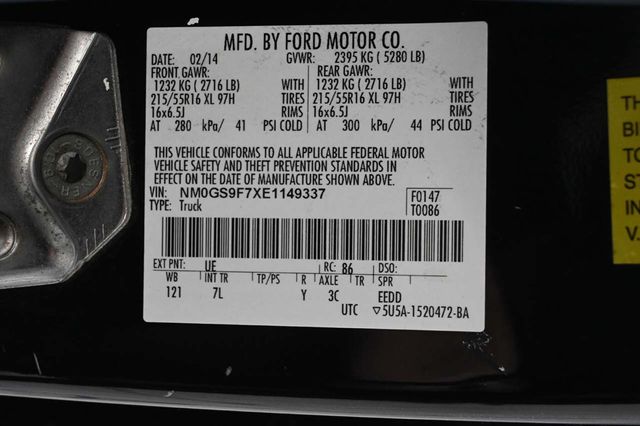 MFD. BY FORD MOTOR CO.
DATE: 02/14 GVWR: 2395 KG ( 5280 LB)
FRONT GAWR: REAR GAWR:
1232 KG ( 2716 LB) WITH 1232 KG ( 2716 LB) WITH
215/55R16 XL 97H TIRES 215/55R16 XL 97H TIRES
16x6.5J RIMS 16x6.5J RIMS
AT 280 kPa/ 41 PSI COLD AT 300 kPa/ 44 PSI COLD
THIS VEHICLE CONFORMS TO ALL APPLICABLE FEDERAL MOTOR
VEHICLE SAFETY AND THEFT PREVENTION STANDARDS IN
EFFECT ON THE DATE OF MANUFACTURE SHOWN ABOVE.
VIN: NM0GS9F7XE1149337 F0147
TYPE: Truck T0086
EXT PNT: UE RC: 86 DSO:
WB INT TR TP/PS R AXLE TR SPR
121 7L Y 3C EEDD
UTC ▽5U5A-1520472-BA
THE
BI
TO
ST
IN
V.